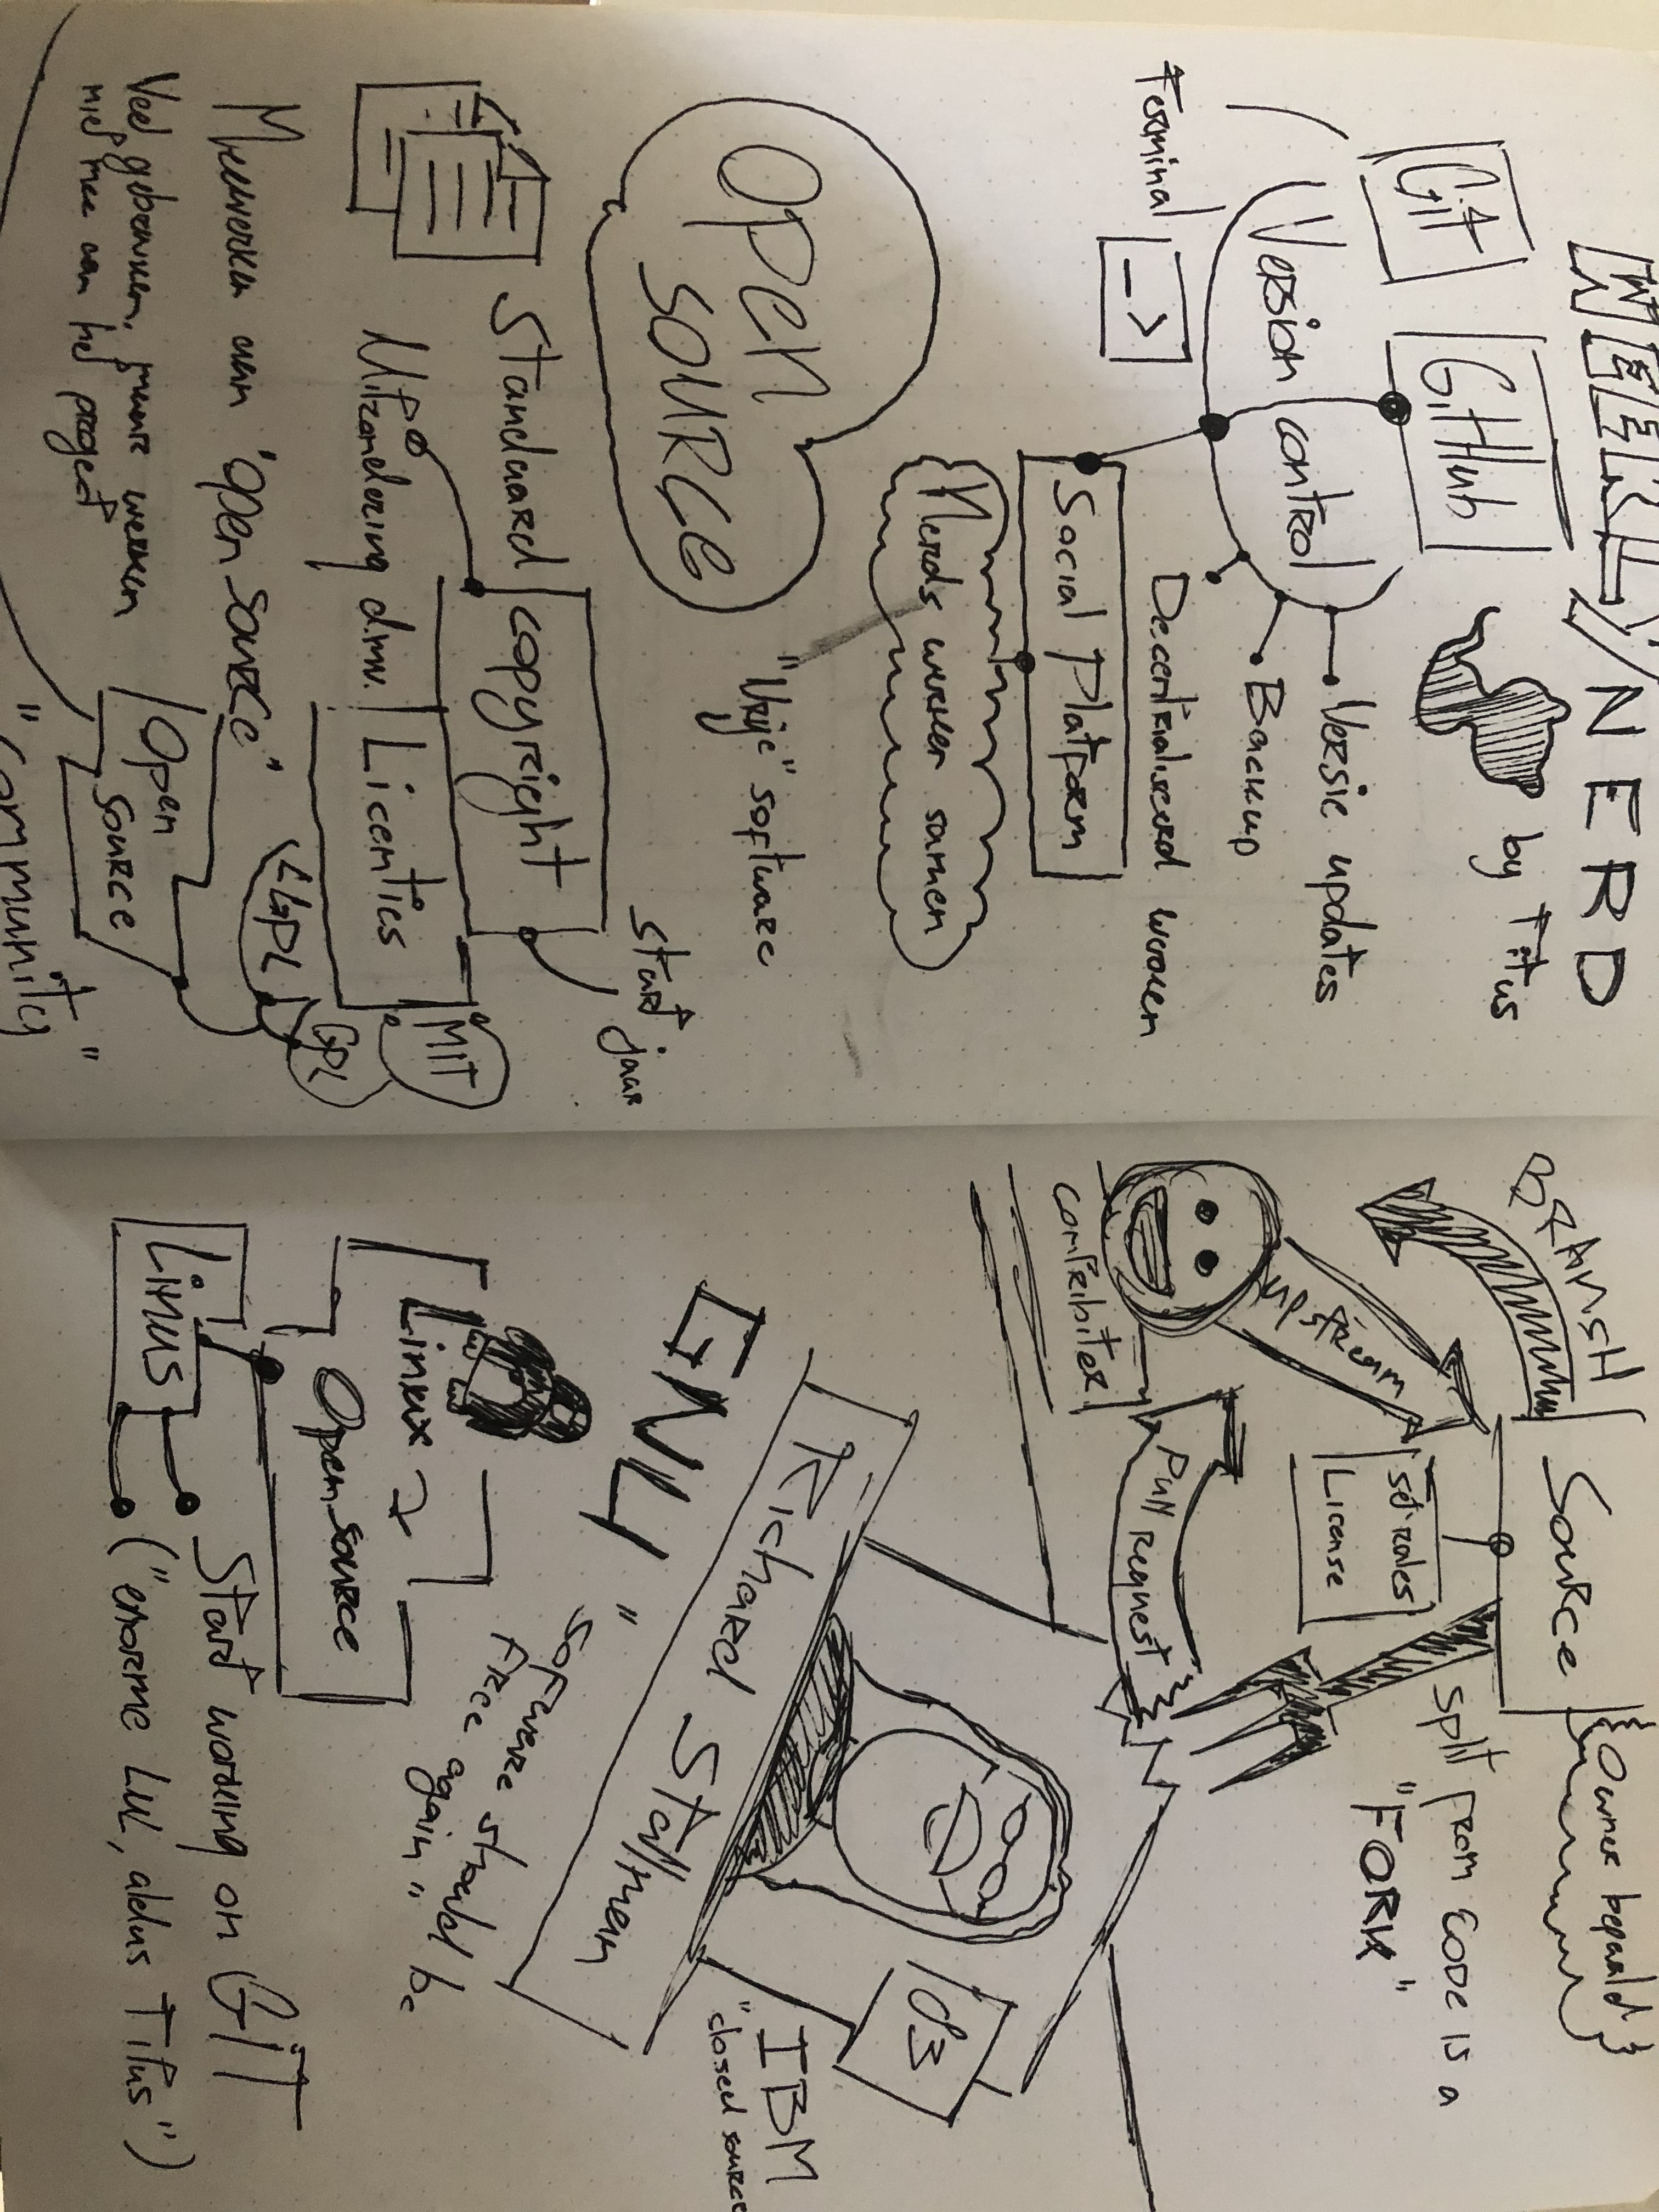 WEEKLY/NERD
Git
GitHub
by Titus
Version control
Versie updates
Backup
Decentraliseerd werken
Terminal
->
Social platform
Nerds werken samen
OPEN
SOURCE
"Vrije" software
Standaard
copyright
start jaar
Uitzondering d.m.v.
Licenties
MIT
GPL
LGPL
Meewerken aan "open-source"
Open
Source
Veel gebruiken, maar werken
niet mee aan het project
"Community"
BRANSH
Source
{Owner bepaald}
upstream
set rules
License
split from code is a
"FORK"
contributer
Pull request
Richard Stallman
1983
IBM
"closed source
GNU
"software should be
free again"
Linux
Open-source
Linus
Start working on GIT
("enorme lul, aldus Titus")